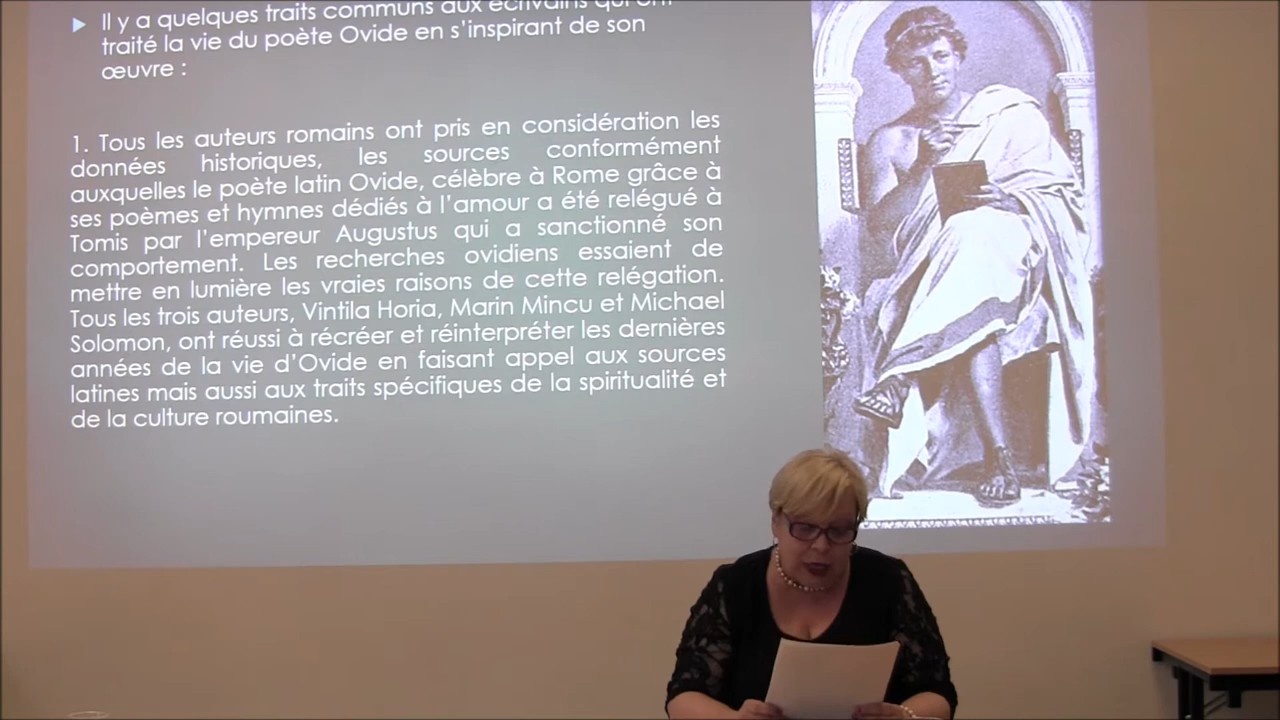 Il y a quelques traits communs aux écrivains qui ont
traité la vie du poète Ovide en s'inspirant de son
œuvre :
1. Tous les auteurs romains ont pris en considération les
données historiques, les sources conformément
auxquelles le poète latin Ovide, célèbre à Rome grâce à
ses poèmes et hymnes dédiés à l'amour a été relégué à
Tomis par l'empereur Augustus qui a sanctionné son
comportement. Les recherches ovidiens essaient de
mettre en lumière les vraies raisons de cette relégation.
Tous les trois auteurs, Vintila Horia, Marin Mincu et Michael
Solomon, ont réussi à récréer et réinterpréter les dernières
années de la vie d'Ovide en faisant appel aux sources
latines mais aussi aux traits spécifiques de la spiritualité et
de la culture roumaines.